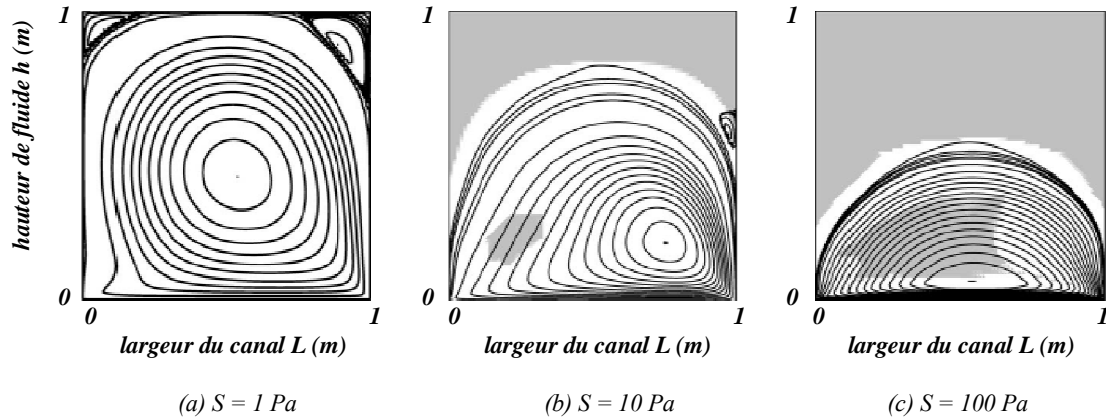 1
1
1
hauteur de fluide h (m)
0
0
0
0 1
0 1
0 1
largeur du canal L (m)
largeur du canal L (m)
largeur du canal L (m)
(a) S = 1 Pa
(b) S = 10 Pa
(c) S = 100 Pa